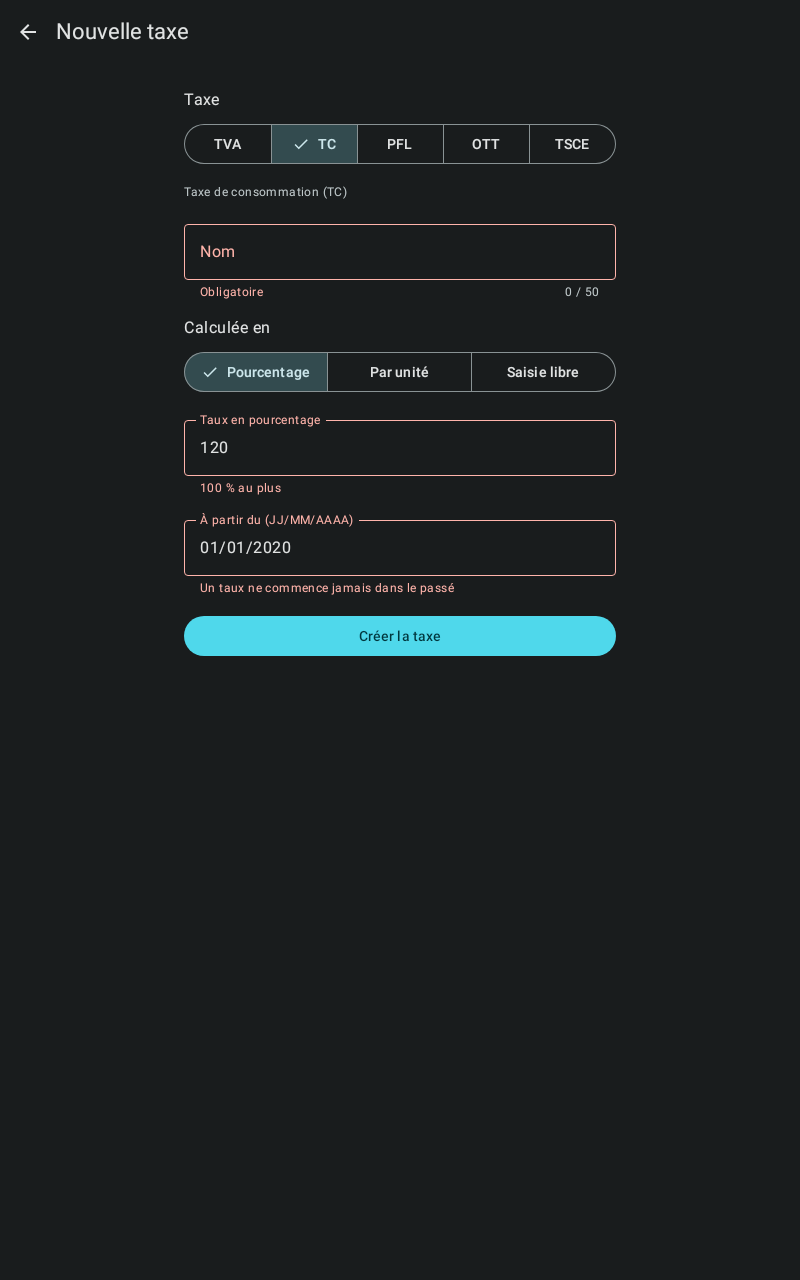 Nouvelle taxe
Taxe
TVA TC PFL OTT TSCE
Taxe de consommation (TC)
Nom
Obligatoire 0 / 50
Calculée en
Pourcentage Par unité Saisie libre
Taux en pourcentage
120
100 % au plus
À partir du (JJ/MM/AAAA)
01/01/2020
Un taux ne commence jamais dans le passé
Créer la taxe